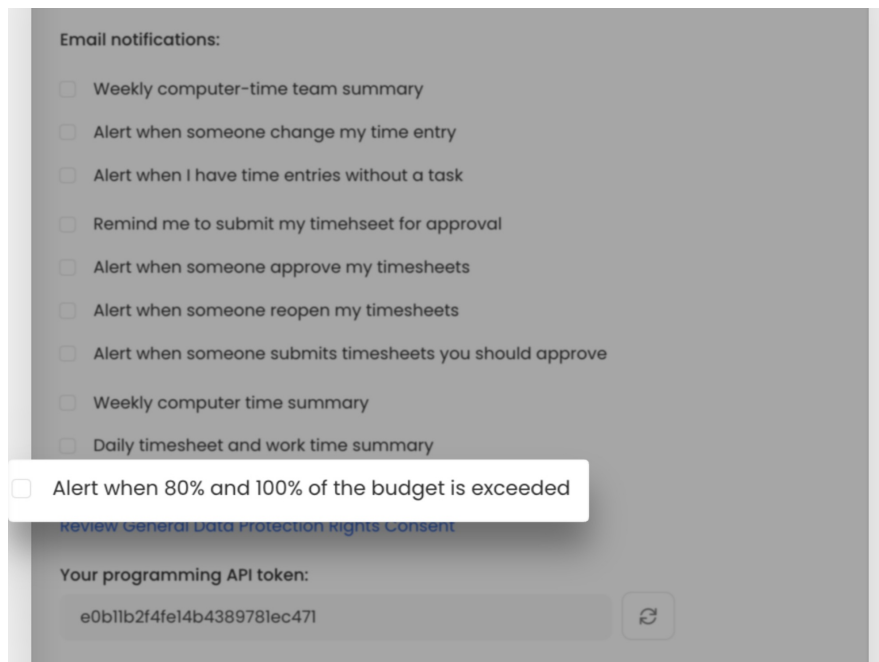 Email notifications:
Weekly computer-time team summary
Alert when someone change my time entry
Alert when I have time entries without a task
Remind me to submit my timehseet for approval
Alert when someone approve my timesheets
Alert when someone reopen my timesheets
Alert when someone submits timesheets you should approve
Weekly computer time summary
Daily timesheet and work time summary
Alert when 80% and 100% of the budget is exceeded
Review General Data Protection Rights Consent
Your programming API token:
e0b11b2f4fe14b4389781ec471